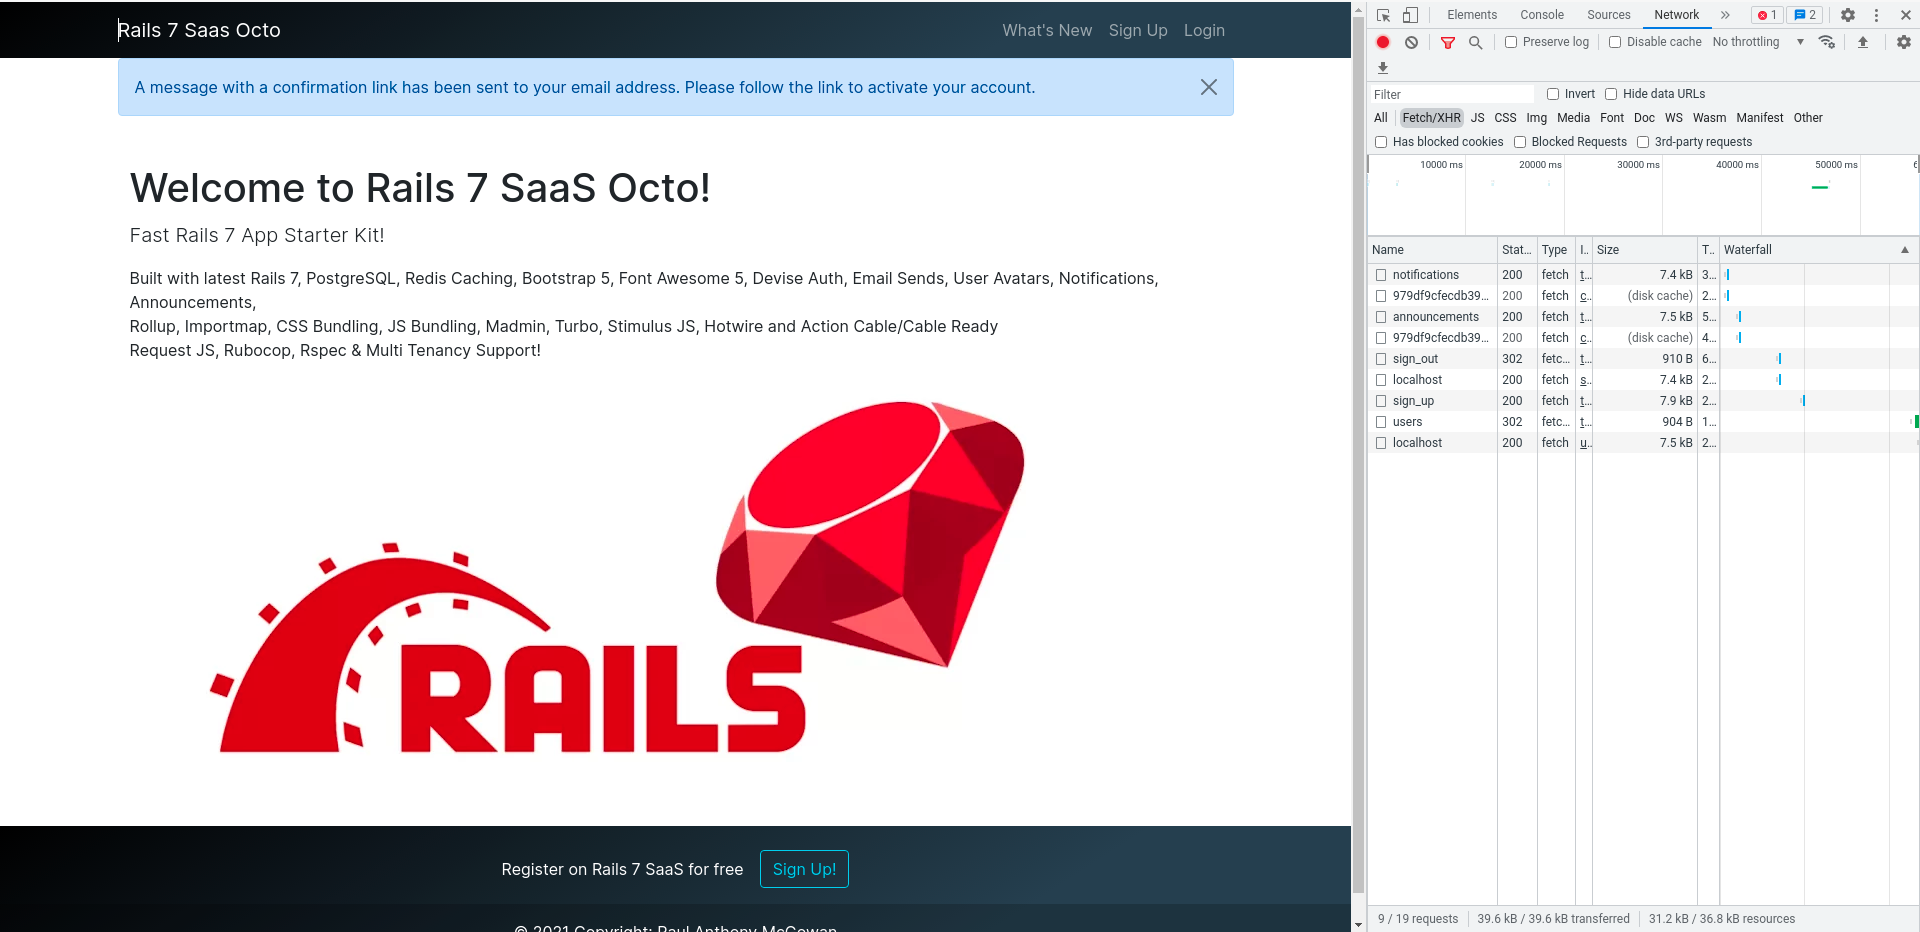 Rails 7 Saas Octo
What's New Sign Up Login
A message with a confirmation link has been sent to your email address. Please follow the link to activate your account.
Welcome to Rails 7 SaaS Octo!
Fast Rails 7 App Starter Kit!
Built with latest Rails 7, PostgreSQL, Redis Caching, Bootstrap 5, Font Awesome 5, Devise Auth, Email Sends, User Avatars, Notifications,
Announcements,
Rollup, Importmap, CSS Bundling, JS Bundling, Madmin, Turbo, Stimulus JS, Hotwire and Action Cable/Cable Ready
Request JS, Rubocop, Rspec & Multi Tenancy Support!
RAILS
Register on Rails 7 SaaS for free Sign Up!
© 2021 Copyright: Paul Anthony McGowan
Elements Console Sources Network 1 2
Preserve log Disable cache No throttling
Filter Invert Hide data URLs
All Fetch/XHR JS CSS Img Media Font Doc WS Wasm Manifest Other
Has blocked cookies Blocked Requests 3rd-party requests
10000 ms 20000 ms 30000 ms 40000 ms 50000 ms 6
Name Stat... Type I.. Size T.. Waterfall
notifications 200 fetch t... 7.4 kB 3...
979df9cfecdb39... 200 fetch c... (disk cache) 2...
announcements 200 fetch t... 7.5 kB 5...
979df9cfecdb39... 200 fetch c... (disk cache) 4...
sign_out 302 fetc... t... 910 B 6...
localhost 200 fetch s... 7.4 kB 2...
sign_up 200 fetch t... 7.9 kB 2...
users 302 fetc... t... 904 B 1...
localhost 200 fetch u... 7.5 kB 2...
9 / 19 requests 39.6 kB / 39.6 kB transferred 31.2 kB / 36.8 kB resources